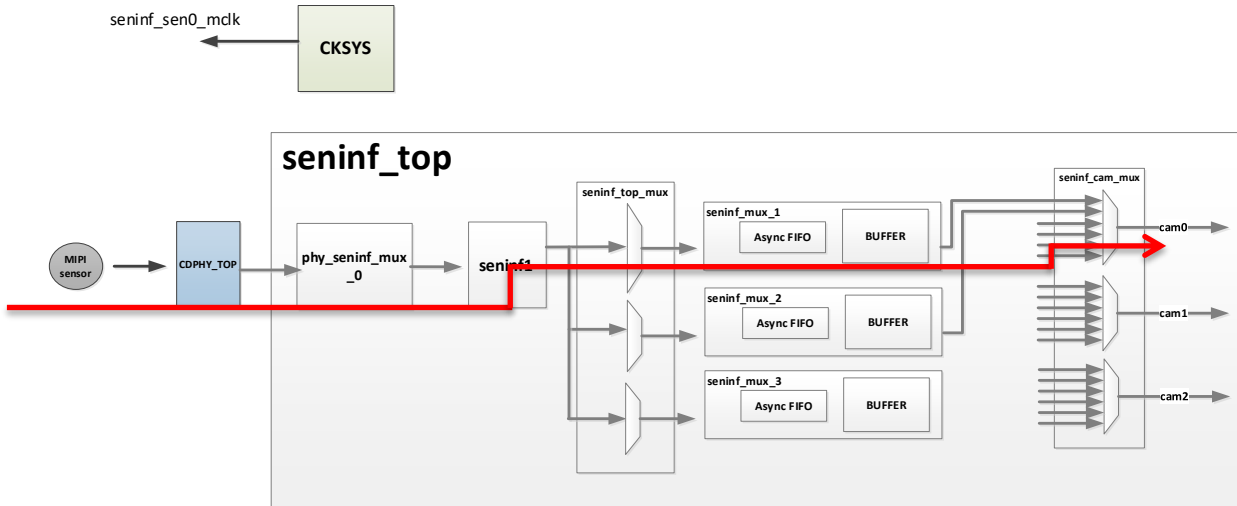 seninf_sen0_mclk
CKSYS
seninf_top
MIPI
sensor
CDPHY_TOP
phy_seninf_mux
_0
seninf1
seninf_top_mux
seninf_mux_1
Async FIFO
BUFFER
seninf_mux_2
Async FIFO
BUFFER
seninf_mux_3
Async FIFO
BUFFER
seninf_cam_mux
cam0
cam1
cam2